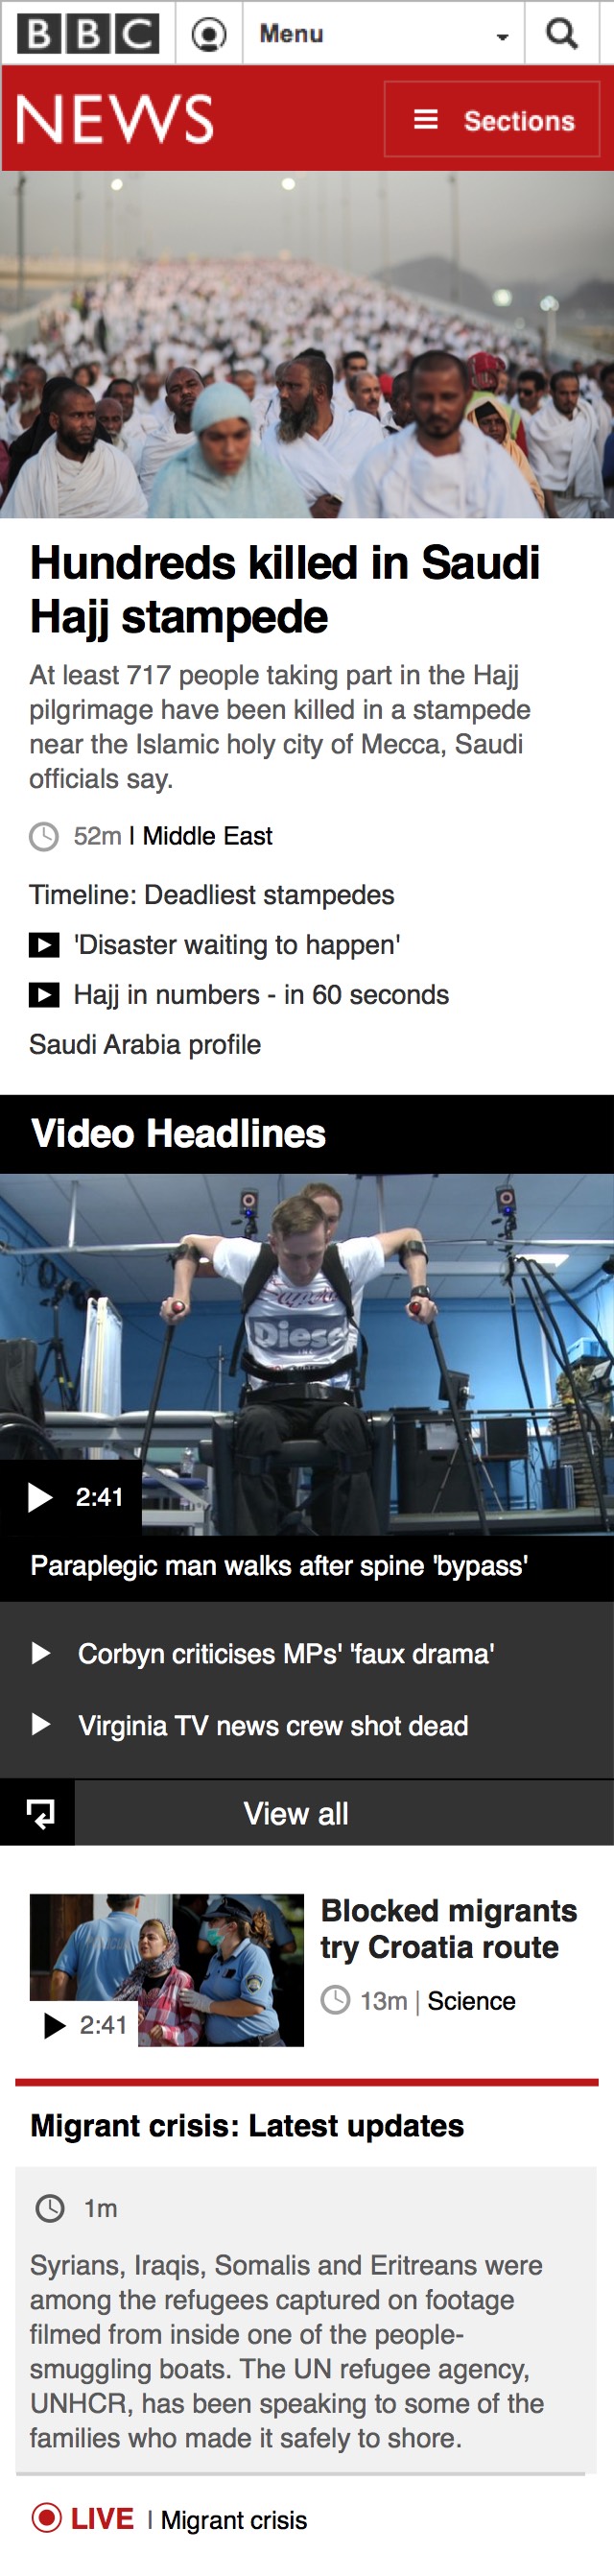 BBC
Menu
NEWS
Sections
Hundreds killed in Saudi
Hajj stampede
At least 717 people taking part in the Hajj
pilgrimage have been killed in a stampede
near the Islamic holy city of Mecca, Saudi
officials say.
52m | Middle East
Timeline: Deadliest stampedes
'Disaster waiting to happen'
Hajj in numbers - in 60 seconds
Saudi Arabia profile
Video Headlines
Diese
2:41
Paraplegic man walks after spine 'bypass'
Corbyn criticises MPs' 'faux drama'
Virginia TV news crew shot dead
View all
Blocked migrants
try Croatia route
13m | Science
2:41
Migrant crisis: Latest updates
1m
Syrians, Iraqis, Somalis and Eritreans were
among the refugees captured on footage
filmed from inside one of the people-
smuggling boats. The UN refugee agency,
UNHCR, has been speaking to some of the
families who made it safely to shore.
LIVE | Migrant crisis